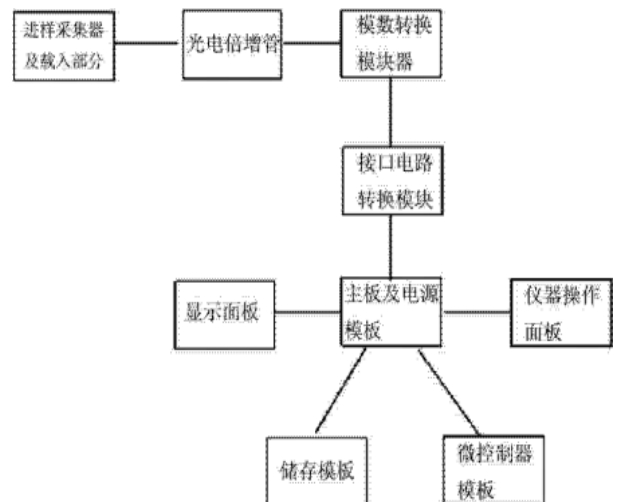 进样采集器
及载入部分
光电倍增管
模数转换
模块器
接口电路
转换模块
显示面板
主板及电源
模板
仪器操作
面板
储存模板
微控制器
模板